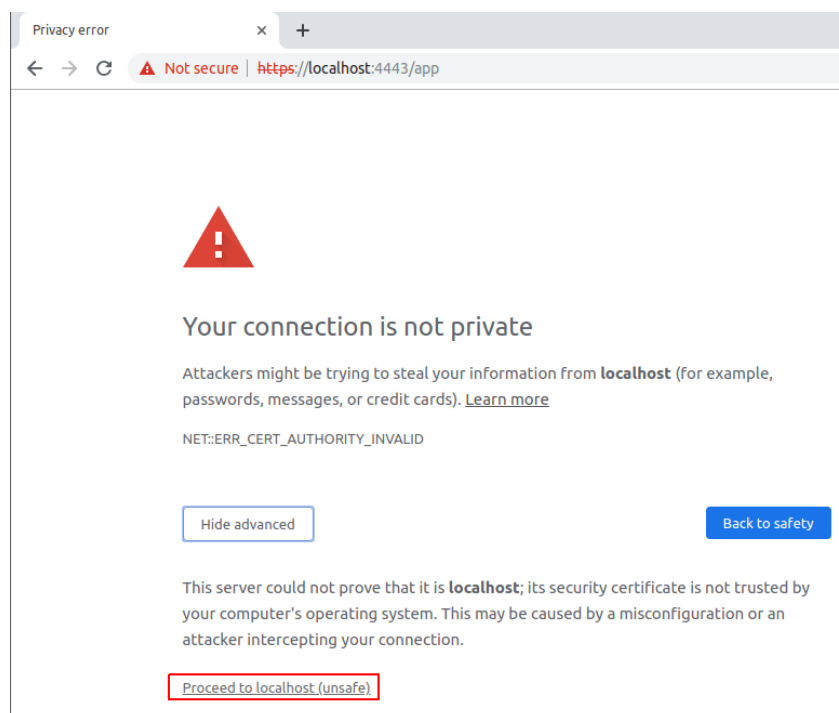 Privacy error
Not secure | https://localhost:4443/app
Your connection is not private
Attackers might be trying to steal your information from localhost (for example,
passwords, messages, or credit cards). Learn more
NET::ERR_CERT_AUTHORITY_INVALID
Hide advanced
Back to safety
This server could not prove that it is localhost; its security certificate is not trusted by
your computer's operating system. This may be caused by a misconfiguration or an
attacker intercepting your connection.
Proceed to localhost (unsafe)